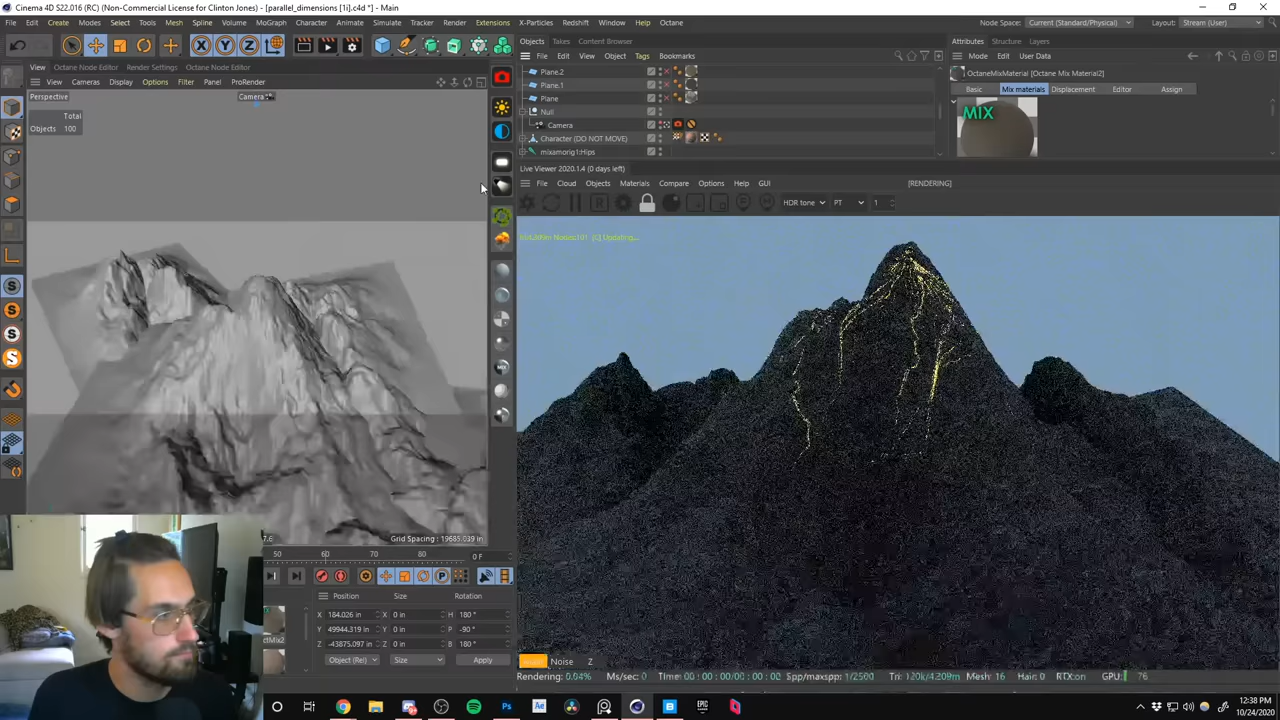 Cinema 4D S22.016 (RC) (Non-Commercial License for Clinton Jones) - [parallel_dimensions [1i].c4d *] - Main
File Edit Create Modes Select Tools Mesh Spline Volume MoGraph Character Animate Simulate Tracker Render Extensions X-Particles Redshift Window Help Octane
Node Space: Current (Standard/Physical) Layout: Stream (User)
Objects Takes Content Browser
Attributes Structure Layers
File Edit View Objects Tags Bookmarks
Mode Edit User Data
View Octane Node Editor Render Settings Octane Node Editor
View Cameras Display Options Filter Panel ProRender
Perspective
Camera
Total
Objects 100
Plane.2
Plane.1
Plane
Null
Camera
Character (DO NOT MOVE)
mixamorig1:Hips
OctaneMixMaterial [Octane Mix Material2]
Basic Mix materials Displacement Editor Assign
MIX
Live Viewer 2020.1.4 (0 days left)
File Cloud Objects Materials Compare Options Help GUI
[RENDERING]
HDR tone PT 1
Grid Spacing : 19685.039 in
50 60 70 80 0 F
Position Size Rotation
X 184.026 in X 0 in H 180 °
Y 49944.319 in Y 0 in P -90 °
Z -43875.097 in Z 0 in B 180 °
Object (Rel) Size Apply
Noise Z
Rendering: 0.04% Ms/sec: 0 Time: 00 : 00 : 00 / 00 : 00 : 00 Spp/maxspp: 1/2500 Tri: 120k/4.209m Mesh: 16 Hair: 0 RTX:on GPU: 76
12:38 PM
10/24/2020